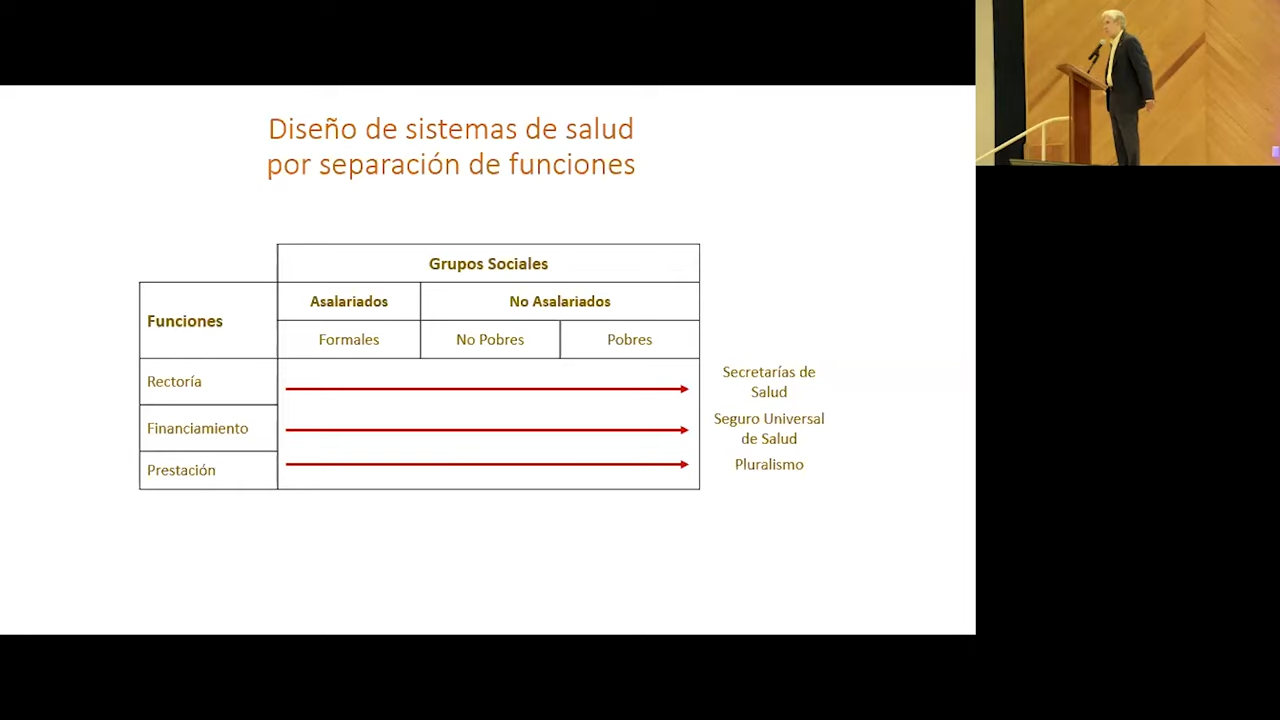 Diseño de sistemas de salud
por separación de funciones
Grupos Sociales
Funciones
Asalariados
No Asalariados
Formales
No Pobres
Pobres
Rectoría
Secretarías de
Salud
Financiamiento
Seguro Universal
de Salud
Prestación
Pluralismo